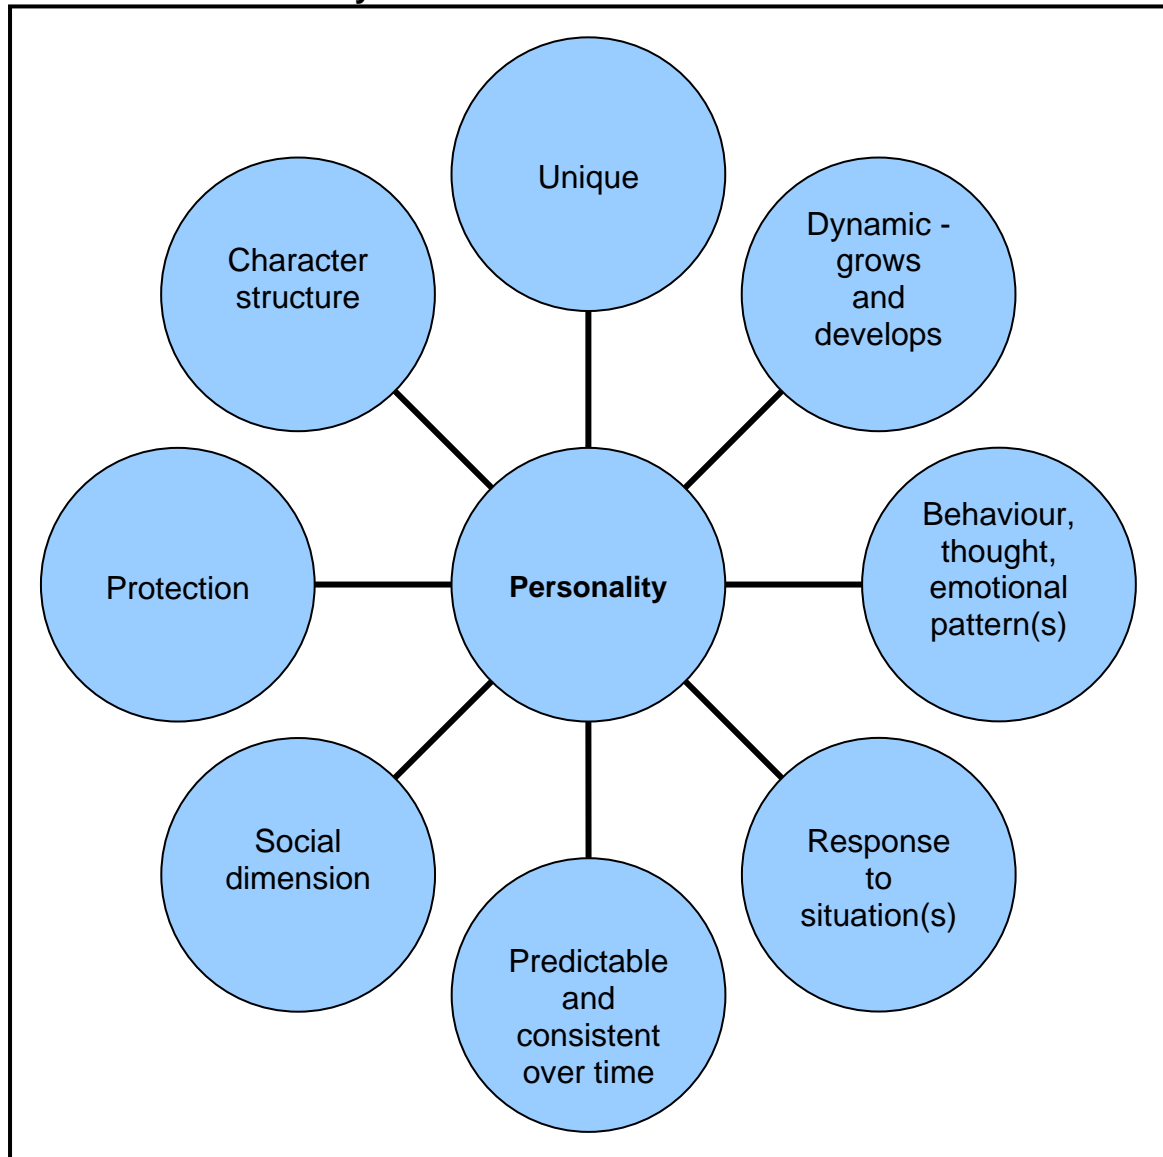 Unique
Dynamic -
grows
and
develops
Character
structure
Behaviour,
thought,
emotional
pattern(s)
Protection
Personality
Social
dimension
Response
to
situation(s)
Predictable
and
consistent
over time